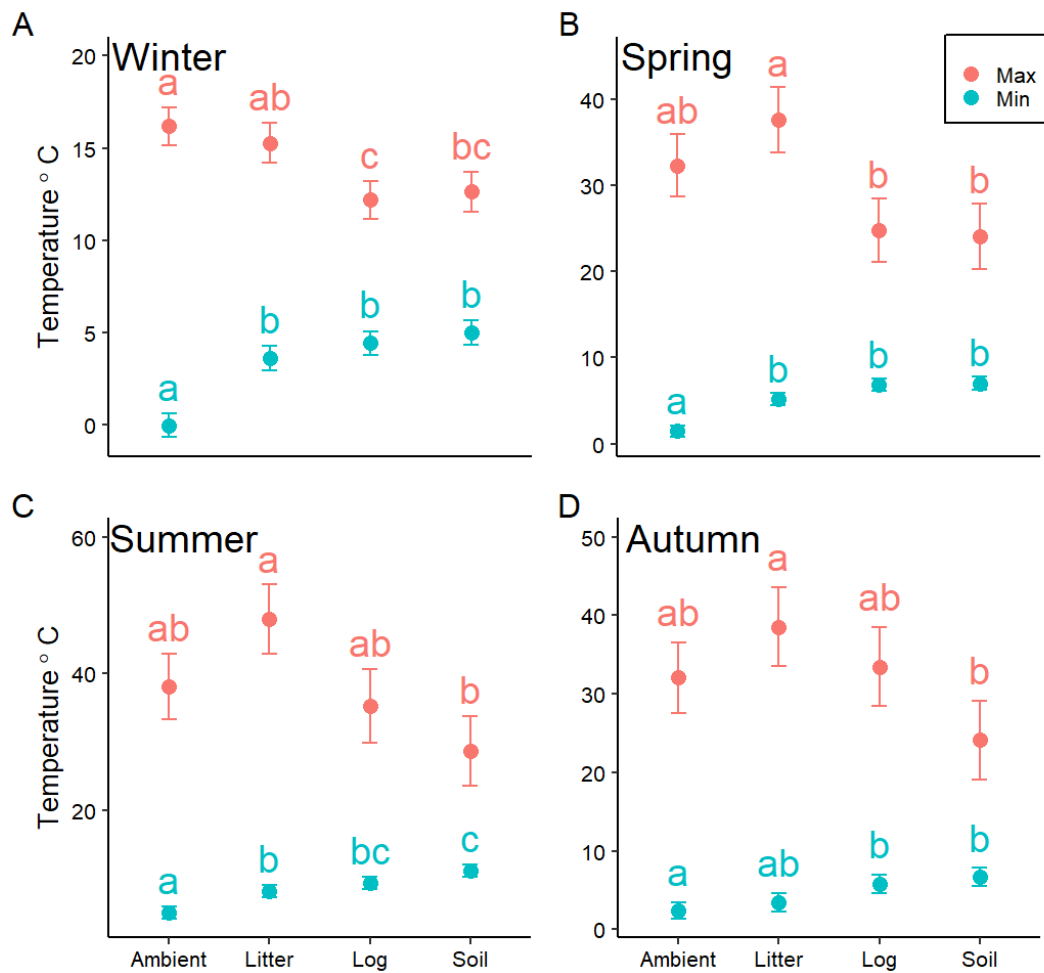 A
Winter
Temperature ° C
20
15
10
5
0
a
ab
c
bc
a
b
b
b
B
Spring
Max
Min
40
30
20
10
0
ab
a
b
b
a
b
b
b
C
Summer
Temperature ° C
60
40
20
ab
a
ab
b
a
b
bc
c
Ambient Litter Log Soil
D
Autumn
50
40
30
20
10
0
ab
a
ab
b
a
ab
b
b
Ambient Litter Log Soil